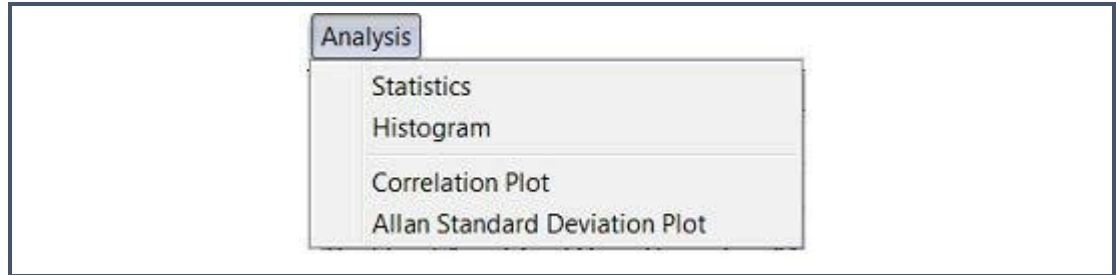 Analysis
Statistics
Histogram
Correlation Plot
Allan Standard Deviation Plot